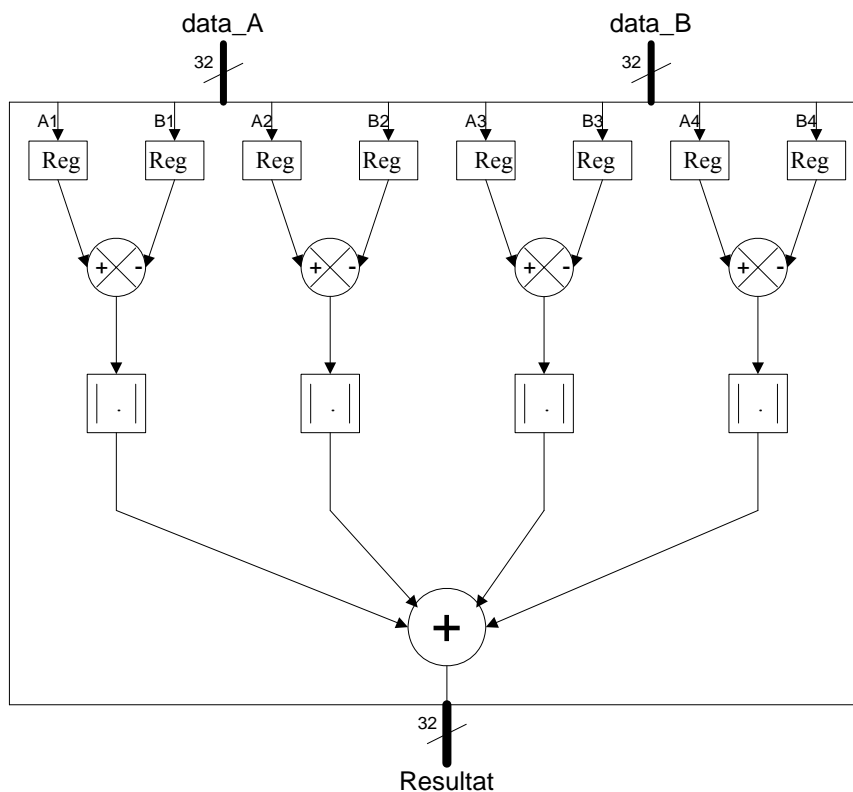 data_A data_B
32 32
A1 B1 A2 B2 A3 B3 A4 B4
Reg Reg Reg Reg Reg Reg Reg Reg
+ - + - + - + -
| . | | . | | . | | . |
+
32
Resultat